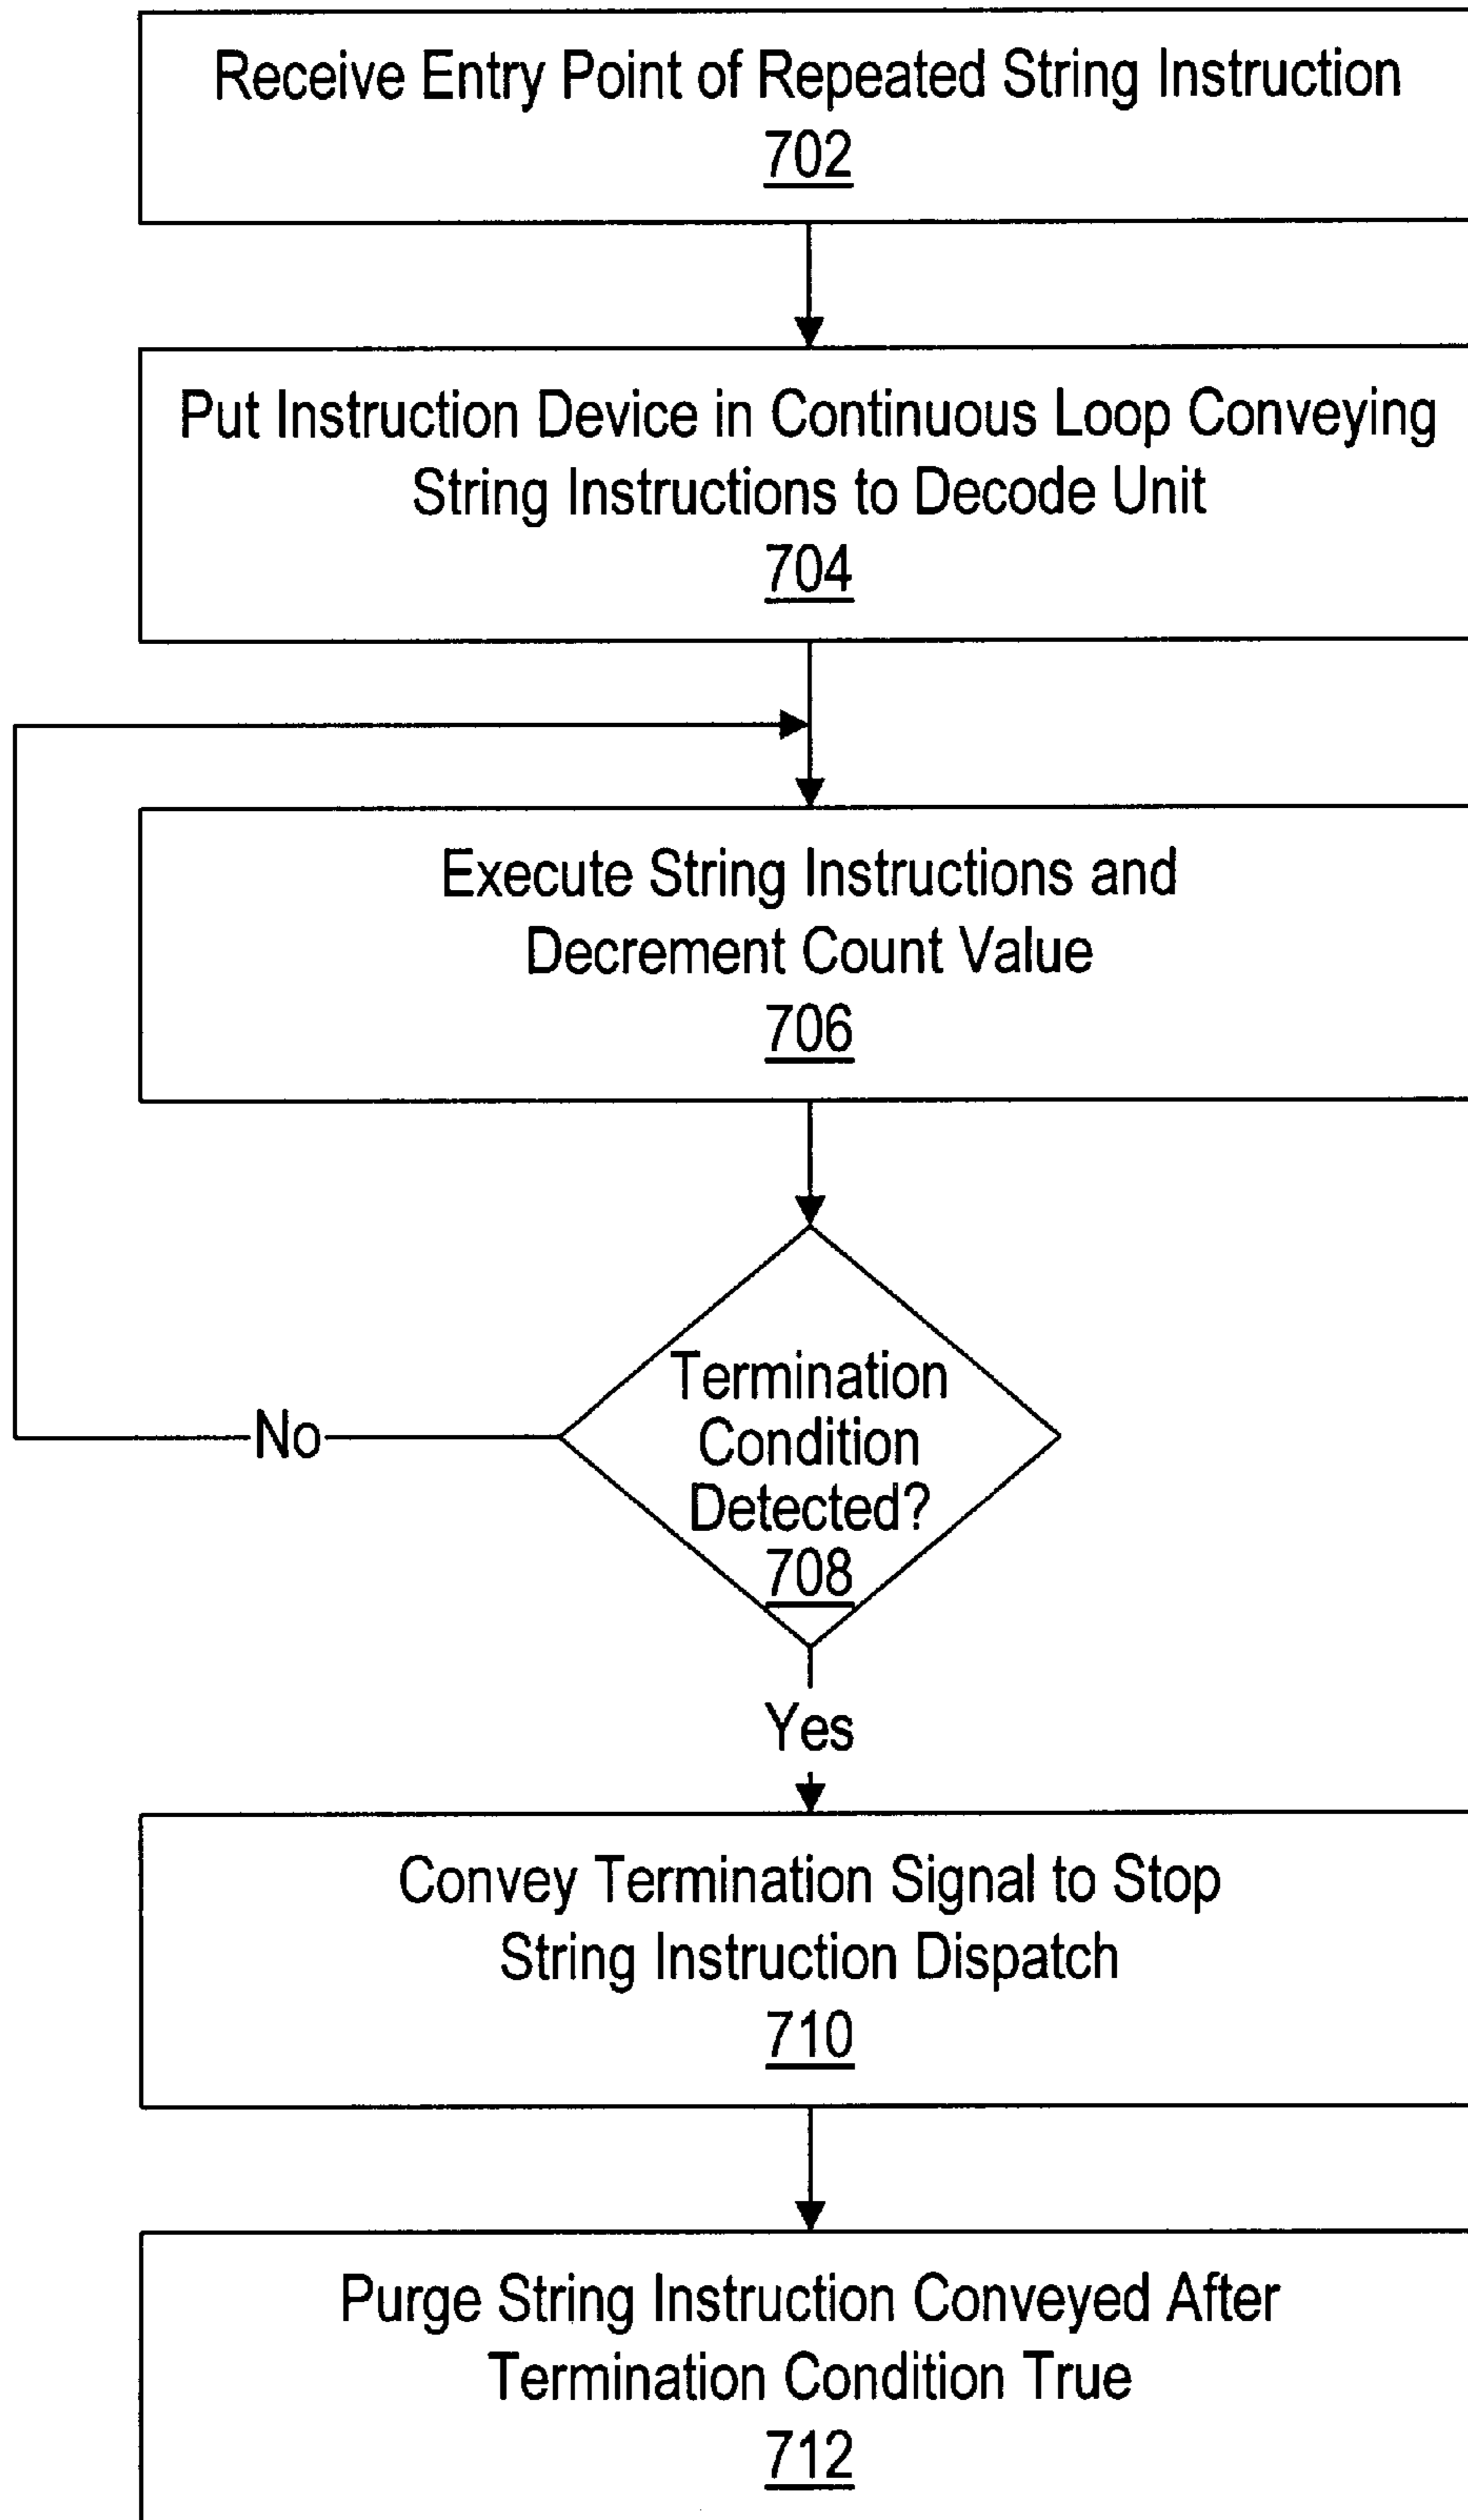 Receive Entry Point of Repeated String Instruction
702
Put Instruction Device in Continuous Loop Conveying
String Instructions to Decode Unit
704
Execute String Instructions and
Decrement Count Value
706
Termination
Condition
Detected?
708
No
Yes
Convey Termination Signal to Stop
String Instruction Dispatch
710
Purge String Instruction Conveyed After
Termination Condition True
712